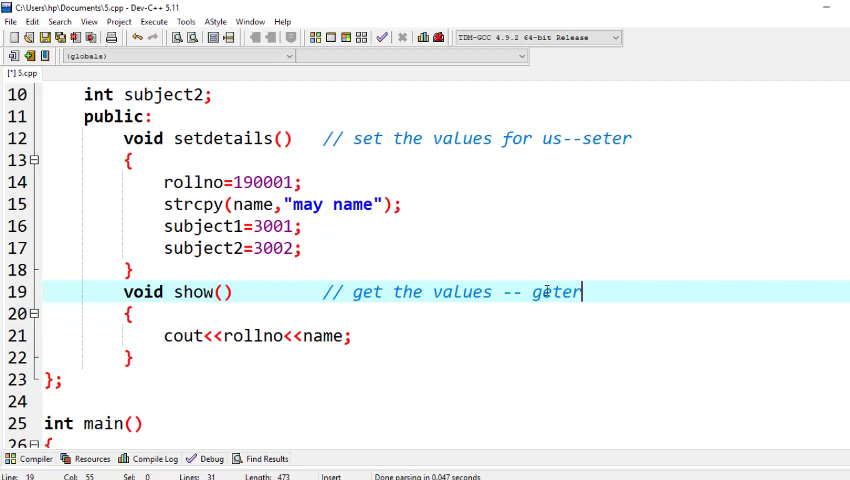 C:\Users\hp\Documents\5.cpp - Dev-C++ 5.11
File Edit Search View Project Execute Tools AStyle Window Help
TDM-GCC 4.9.2 64-bit Release
(globals)
[*] 5.cpp
10 int subject2;
11 public:
12 void setdetails() // set the values for us--seter
13 {
14 rollno=190001;
15 strcpy(name,"may name");
16 subject1=3001;
17 subject2=3002;
18 }
19 void show() // get the values -- geter
20 {
21 cout<<rollno<<name;
22 }
23 };
24
25 int main()
26 {
Compiler Resources Compile Log Debug Find Results
Line: 19 Col: 55 Sel: 0 Lines: 31 Length: 473 Insert Done parsing in 0.047 seconds